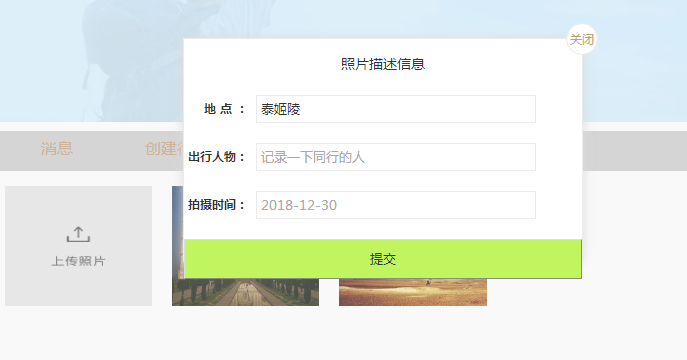 关闭
照片描述信息
地 点 ： 泰姬陵
消息 创建
出行人物： 记录一下同行的人
拍摄时间： 2018-12-30
上传照片
提交